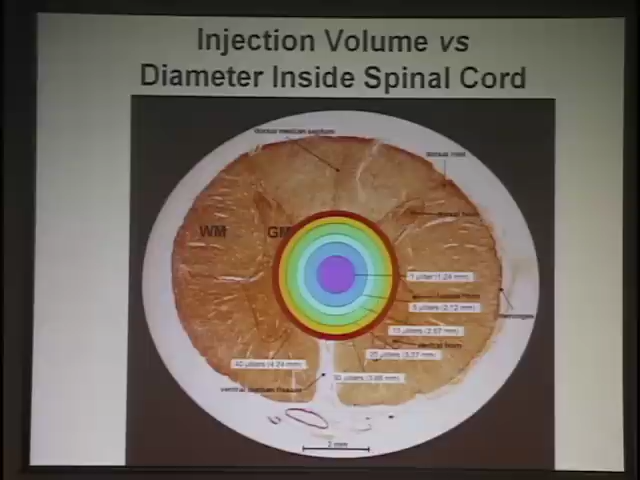 Injection Volume vs
Diameter Inside Spinal Cord
dorsal median septum
dorsal root
WM
GM
dorsal horn
1 µliter (1.24 mm)
5 µliters (2.12 mm)
10 µliters (2.67 mm)
ventral horn
20 µliters (3.37 mm)
40 µliters (4.24 mm)
30 µliters (3.86 mm)
ventral median fissure
2 mm